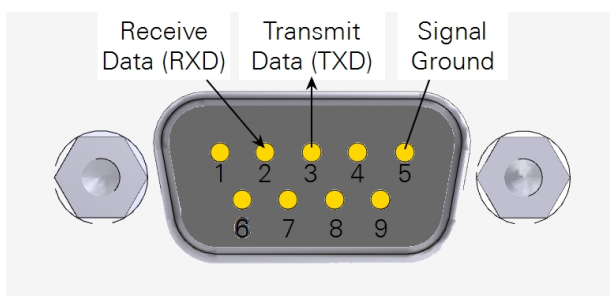 Receive Data (RXD)
Transmit Data (TXD)
Signal Ground
1 2 3 4 5
6 7 8 9